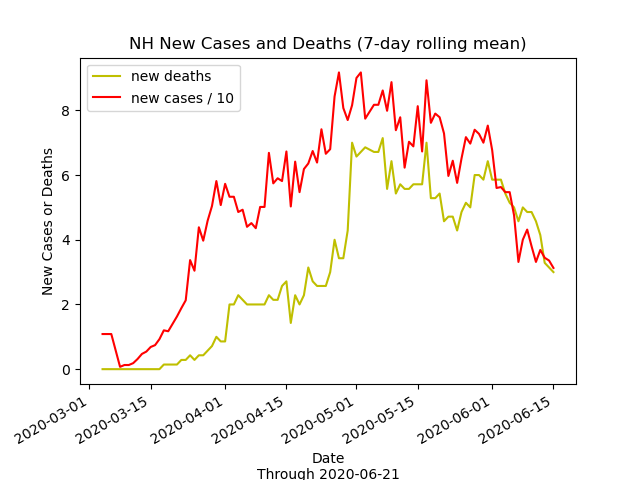 NH New Cases and Deaths (7-day rolling mean)
new deaths
new cases / 10
New Cases or Deaths
8
6
4
2
0
2020-03-01
2020-03-15
2020-04-01
2020-04-15
2020-05-01
2020-05-15
2020-06-01
2020-06-15
Date
Through 2020-06-21